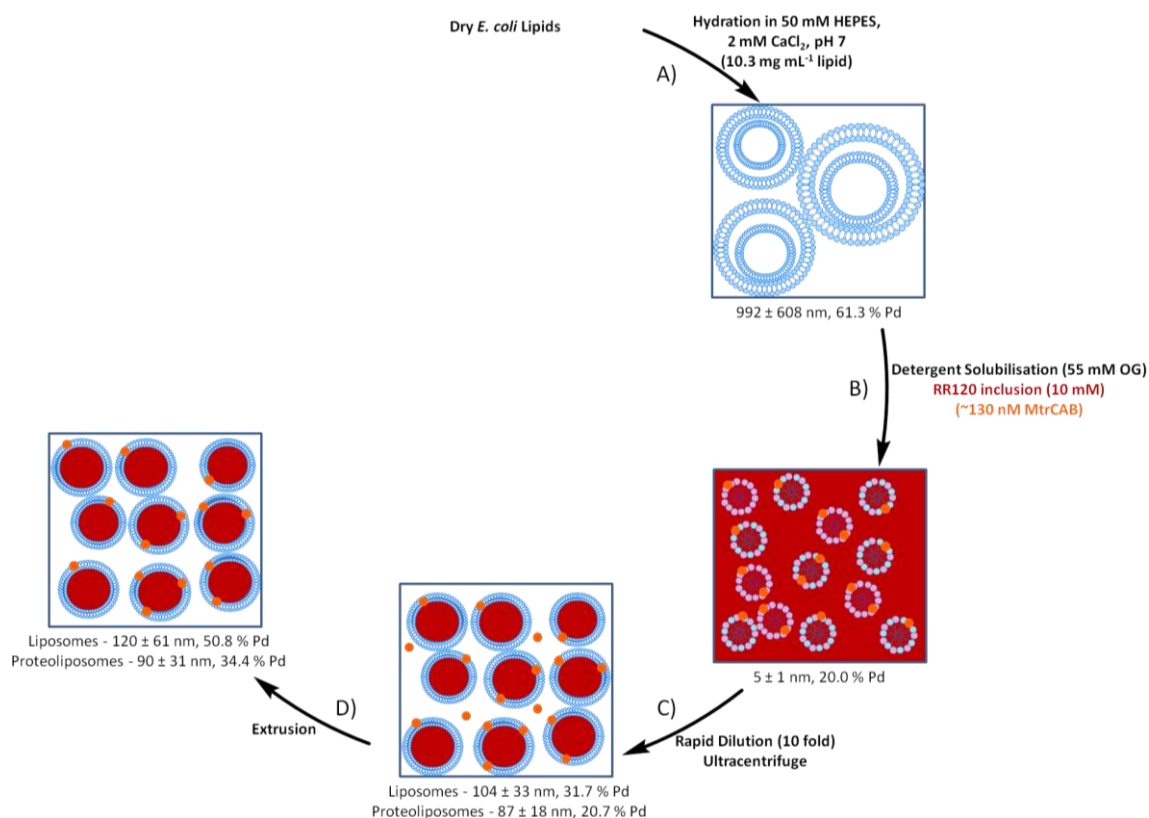 Dry E. coli Lipids
Hydration in 50 mM HEPES,
2 mM CaCl₂, pH 7
(10.3 mg mL⁻¹ lipid)
A)
992 ± 608 nm, 61.3 % Pd
B)
Detergent Solubilisation (55 mM OG)
RR120 inclusion (10 mM)
(~130 nM MtrCAB)
5 ± 1 nm, 20.0 % Pd
C)
Rapid Dilution (10 fold)
Ultracentrifuge
Liposomes - 104 ± 33 nm, 31.7 % Pd
Proteoliposomes - 87 ± 18 nm, 20.7 % Pd
D)
Extrusion
Liposomes - 120 ± 61 nm, 50.8 % Pd
Proteoliposomes - 90 ± 31 nm, 34.4 % Pd